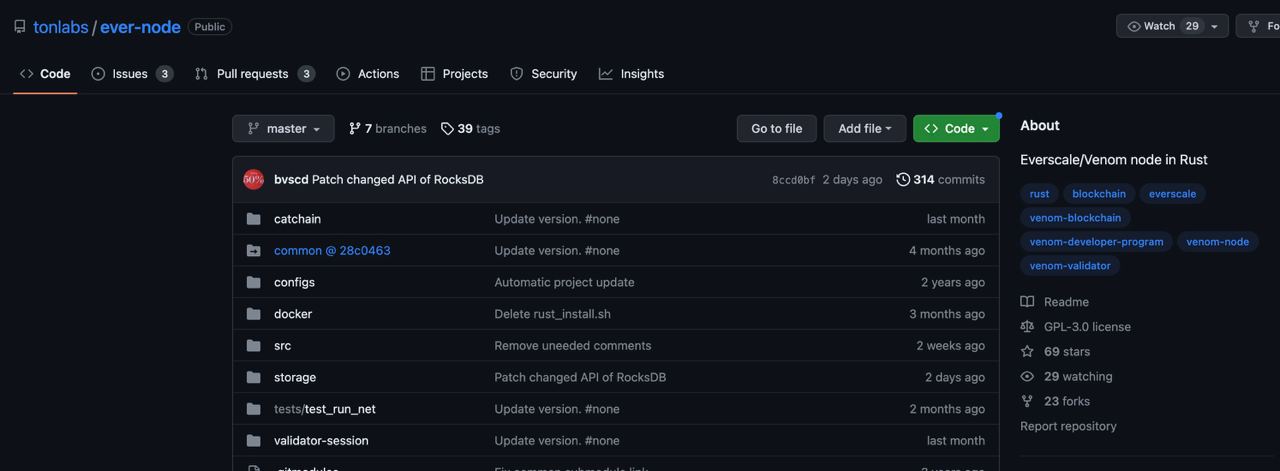 tonlabs / ever-node Public
Watch 29
Code Issues 3 Pull requests 3 Actions Projects Security Insights
master 7 branches 39 tags Go to file Add file Code
bvscd Patch changed API of RocksDB 8ccd0bf 2 days ago 314 commits
catchain Update version. #none last month
common @ 28c0463 Update version. #none 4 months ago
configs Automatic project update 2 years ago
docker Delete rust_install.sh 3 months ago
src Remove uneeded comments 2 weeks ago
storage Patch changed API of RocksDB 2 days ago
tests/test_run_net Update version. #none 2 months ago
validator-session Update version. #none last month
About
Everscale/Venom node in Rust
rust blockchain everscale
venom-blockchain
venom-developer-program venom-node
venom-validator
Readme
GPL-3.0 license
69 stars
29 watching
23 forks
Report repository